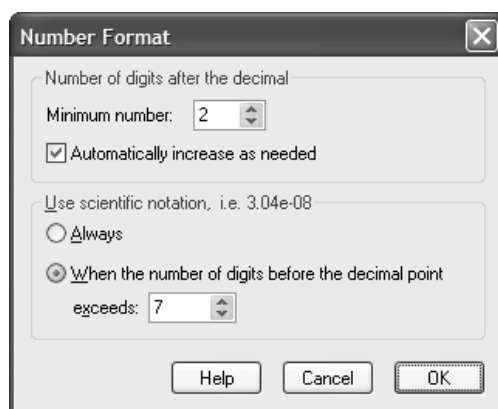 Number Format
Number of digits after the decimal
Minimum number: 2
Automatically increase as needed
Use scientific notation, i.e. 3.04e-08
Always
When the number of digits before the decimal point
exceeds: 7
Help Cancel OK